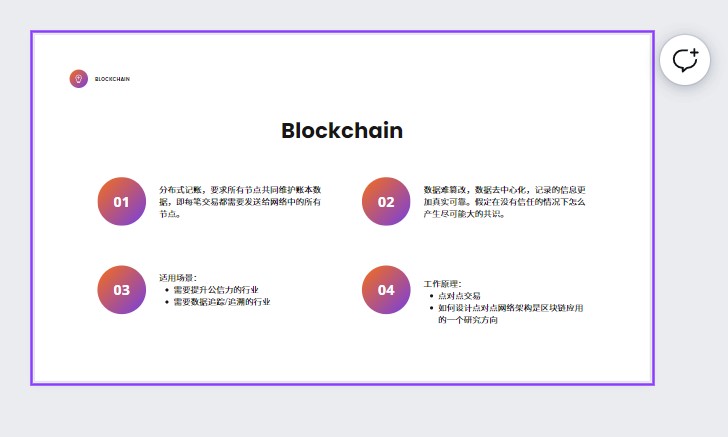 BLOCKCHAIN
Blockchain
01
分布式记账，要求所有节点共同维护账本数
据，即每笔交易都需要发送给网络中的所有
节点。
02
数据难篡改，数据去中心化，记录的信息更
加真实可靠。假定在没有信任的情况下怎么
产生尽可能大的共识。
03
适用场景：
• 需要提升公信力的行业
• 需要数据追踪/追溯的行业
04
工作原理：
• 点对点交易
• 如何设计点对点网络架构是区块链应用
的一个研究方向